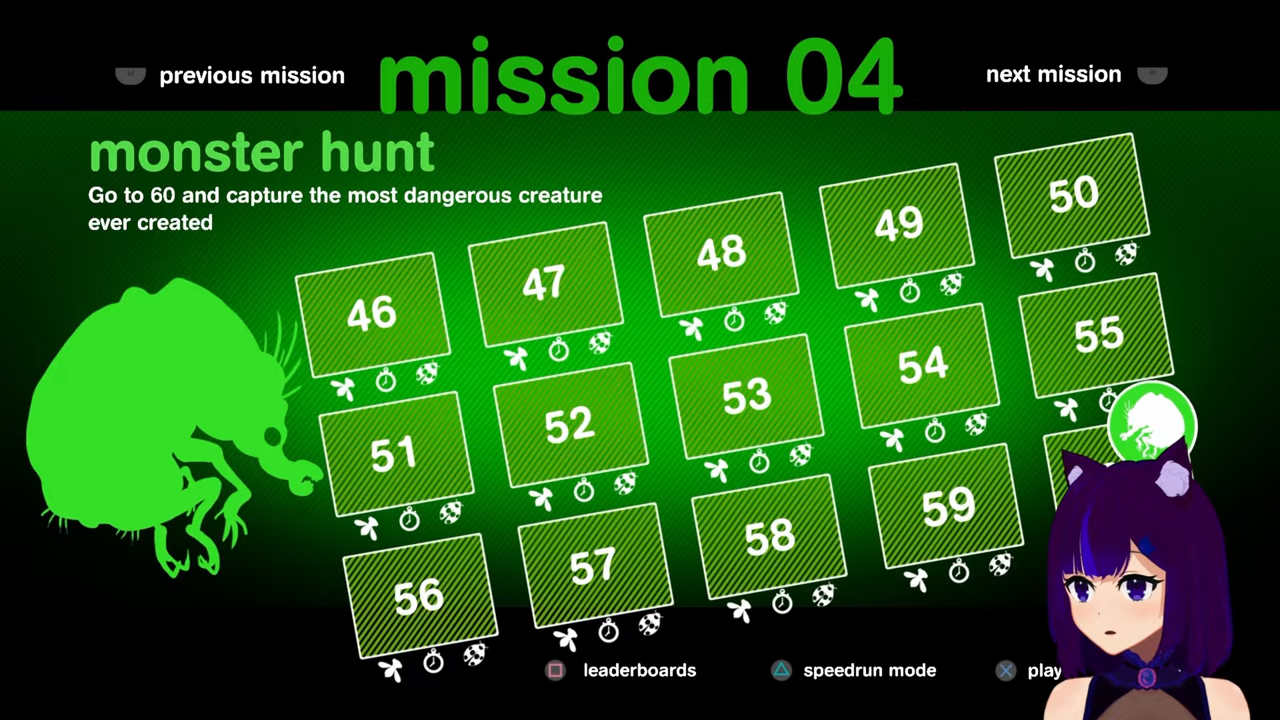 mission 04
previous mission
next mission
monster hunt
Go to 60 and capture the most dangerous creature
ever created
46 47 48 49 50
51 52 53 54 55
56 57 58 59
leaderboards
speedrun mode
play